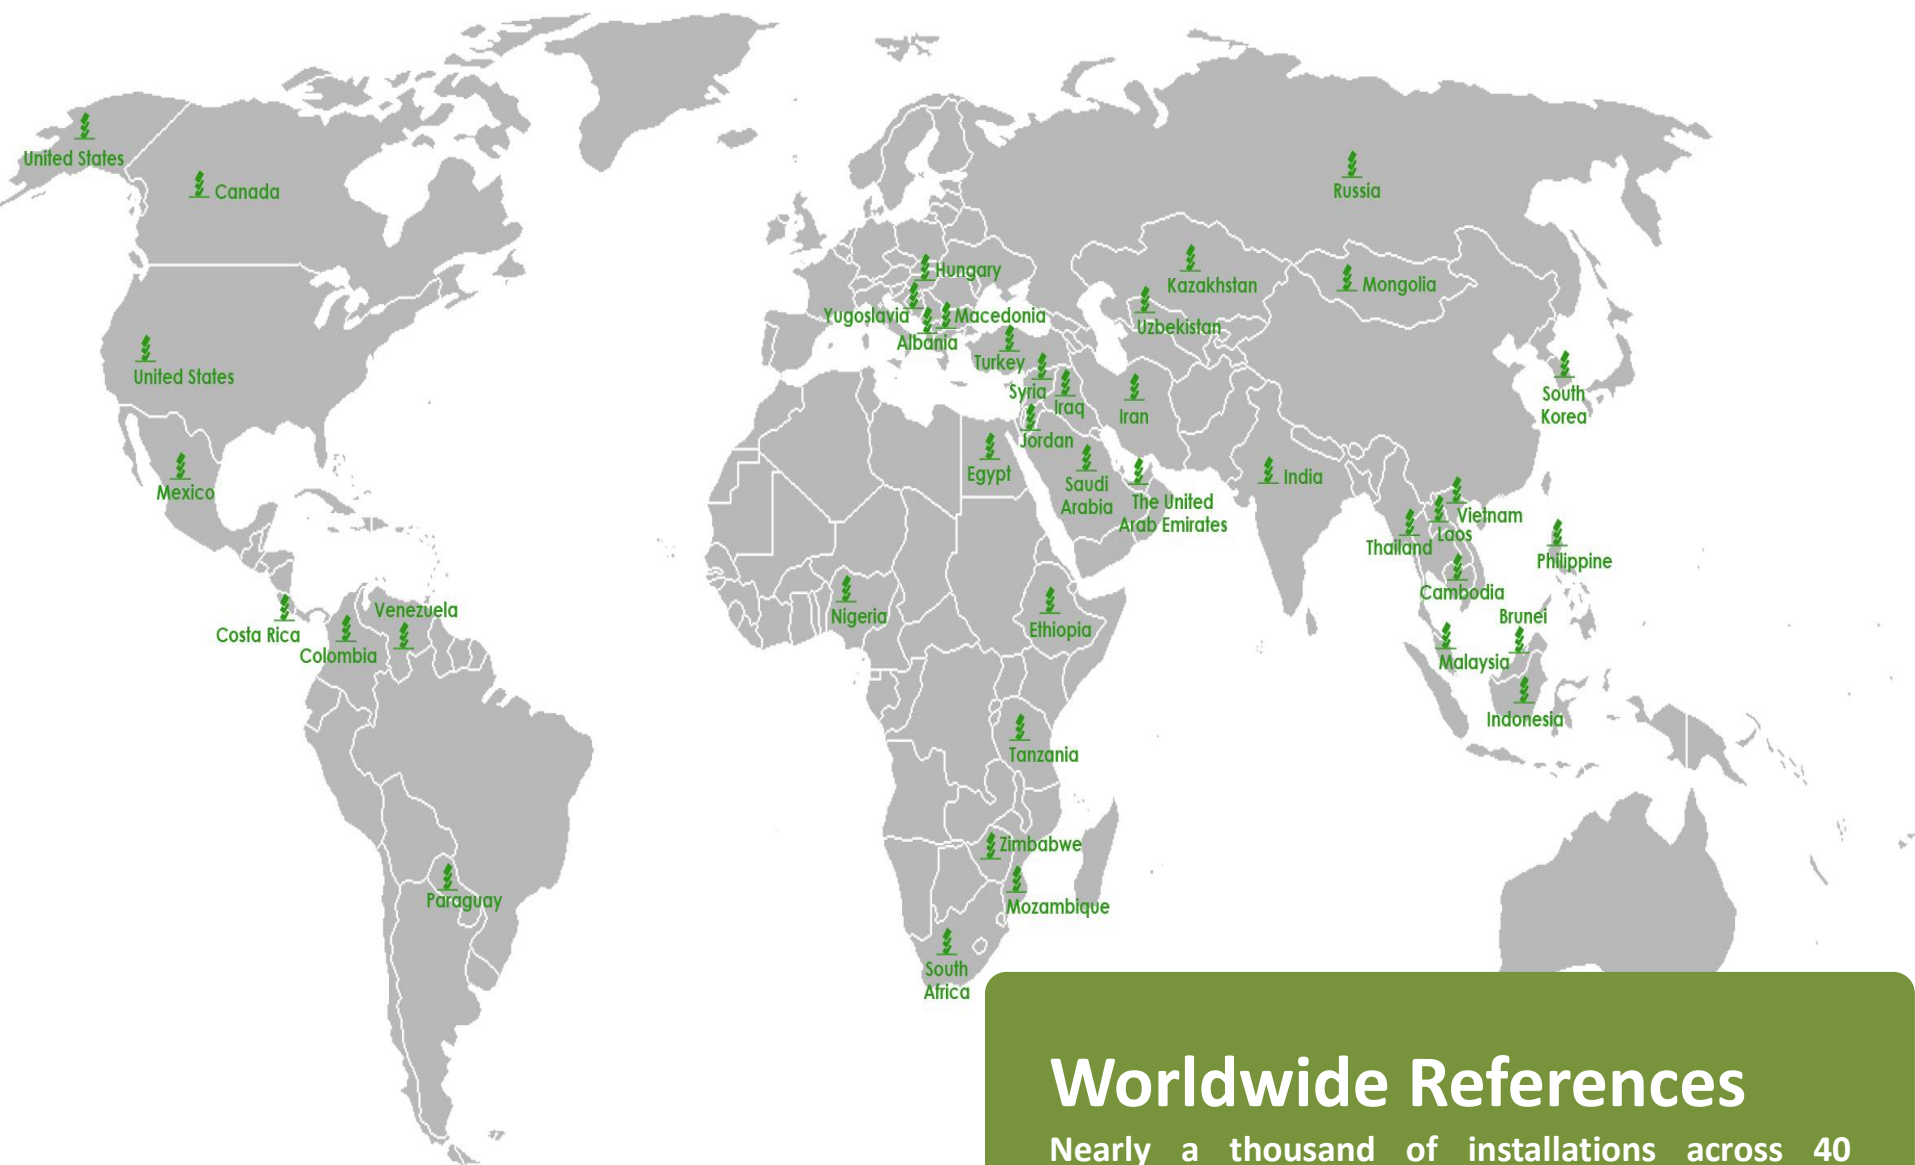 United States
Canada
Russia
Hungary
Kazakhstan
Mongolia
Yugoslavia
Macedonia
Uzbekistan
Albania
Turkey
United States
Syria
Iraq
Iran
South
Korea
Jordan
Egypt
Saudi
Arabia
India
Mexico
The United
Arab Emirates
Vietnam
Laos
Thailand
Philippine
Cambodia
Venezuela
Costa Rica
Colombia
Nigeria
Ethiopia
Brunei
Malaysia
Indonesia
Tanzania
Zimbabwe
Paraguay
Mozambique
South
Africa
Worldwide References
Nearly a thousand of installations across 40